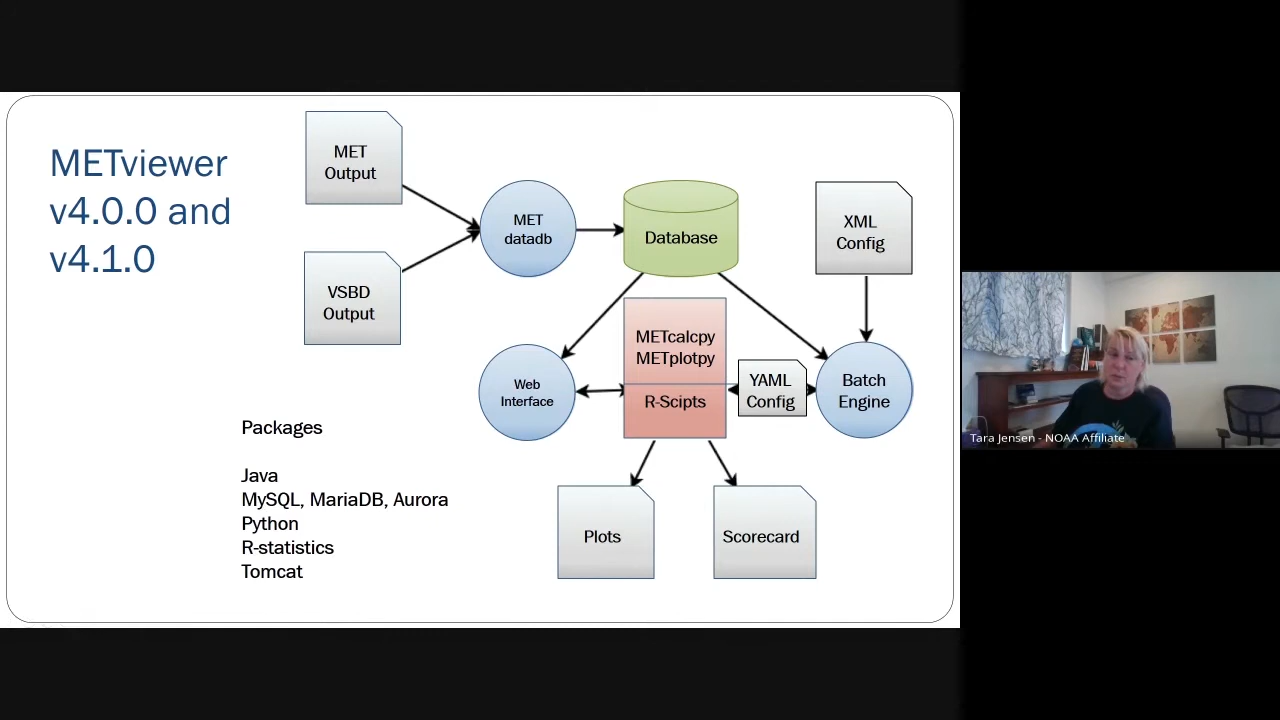 METviewer
v4.0.0 and
v4.1.0
MET
Output
VSBD
Output
MET
datadb
Database
XML
Config
METcalcpy
METplotpy
R-Scipts
Web
Interface
YAML
Config
Batch
Engine
Plots
Scorecard
Packages
Java
MySQL, MariaDB, Aurora
Python
R-statistics
Tomcat
Tara Jensen - NOAA Affiliate